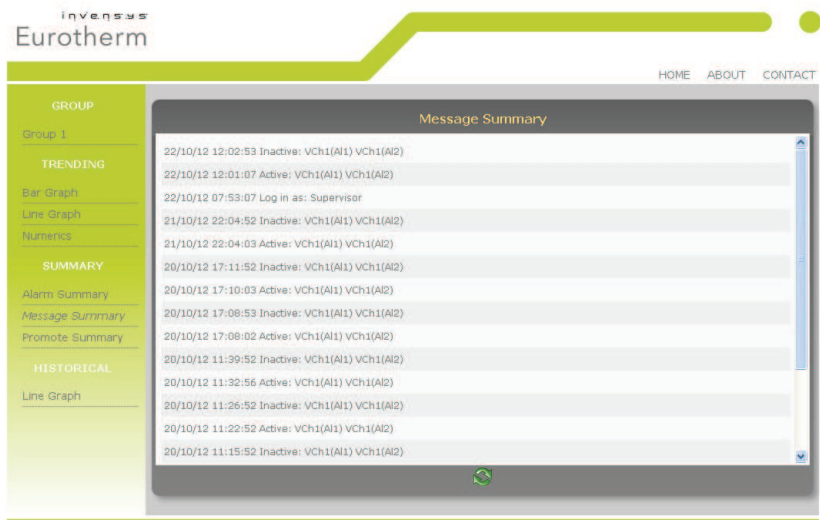 invensys
Eurotherm
HOME ABOUT CONTACT
GROUP
Group 1
TRENDING
Bar Graph
Line Graph
Numerics
SUMMARY
Alarm Summary
Message Summary
Promote Summary
HISTORICAL
Line Graph
Message Summary
22/10/12 12:02:53 Inactive: VCh1(Al1) VCh1(Al2)
22/10/12 12:01:07 Active: VCh1(Al1) VCh1(Al2)
22/10/12 07:53:07 Log in as: Supervisor
21/10/12 22:04:52 Inactive: VCh1(Al1) VCh1(Al2)
21/10/12 22:04:03 Active: VCh1(Al1) VCh1(Al2)
20/10/12 17:11:52 Inactive: VCh1(Al1) VCh1(Al2)
20/10/12 17:10:03 Active: VCh1(Al1) VCh1(Al2)
20/10/12 17:08:53 Inactive: VCh1(Al1) VCh1(Al2)
20/10/12 17:08:02 Active: VCh1(Al1) VCh1(Al2)
20/10/12 11:39:52 Inactive: VCh1(Al1) VCh1(Al2)
20/10/12 11:32:56 Active: VCh1(Al1) VCh1(Al2)
20/10/12 11:26:52 Inactive: VCh1(Al1) VCh1(Al2)
20/10/12 11:22:52 Active: VCh1(Al1) VCh1(Al2)
20/10/12 11:15:52 Inactive: VCh1(Al1) VCh1(Al2)